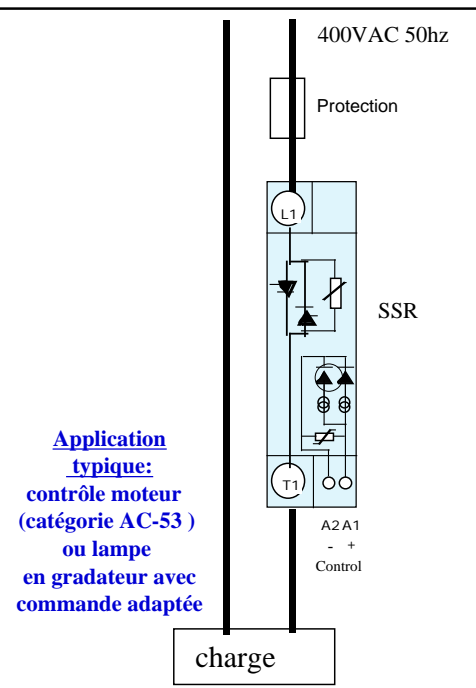 400VAC 50hz
Protection
L1
SSR
Application
typique:
contrôle moteur
(catégorie AC-53 )
ou lampe
en gradateur avec
commande adaptée
T1
A2 A1
- +
Control
charge